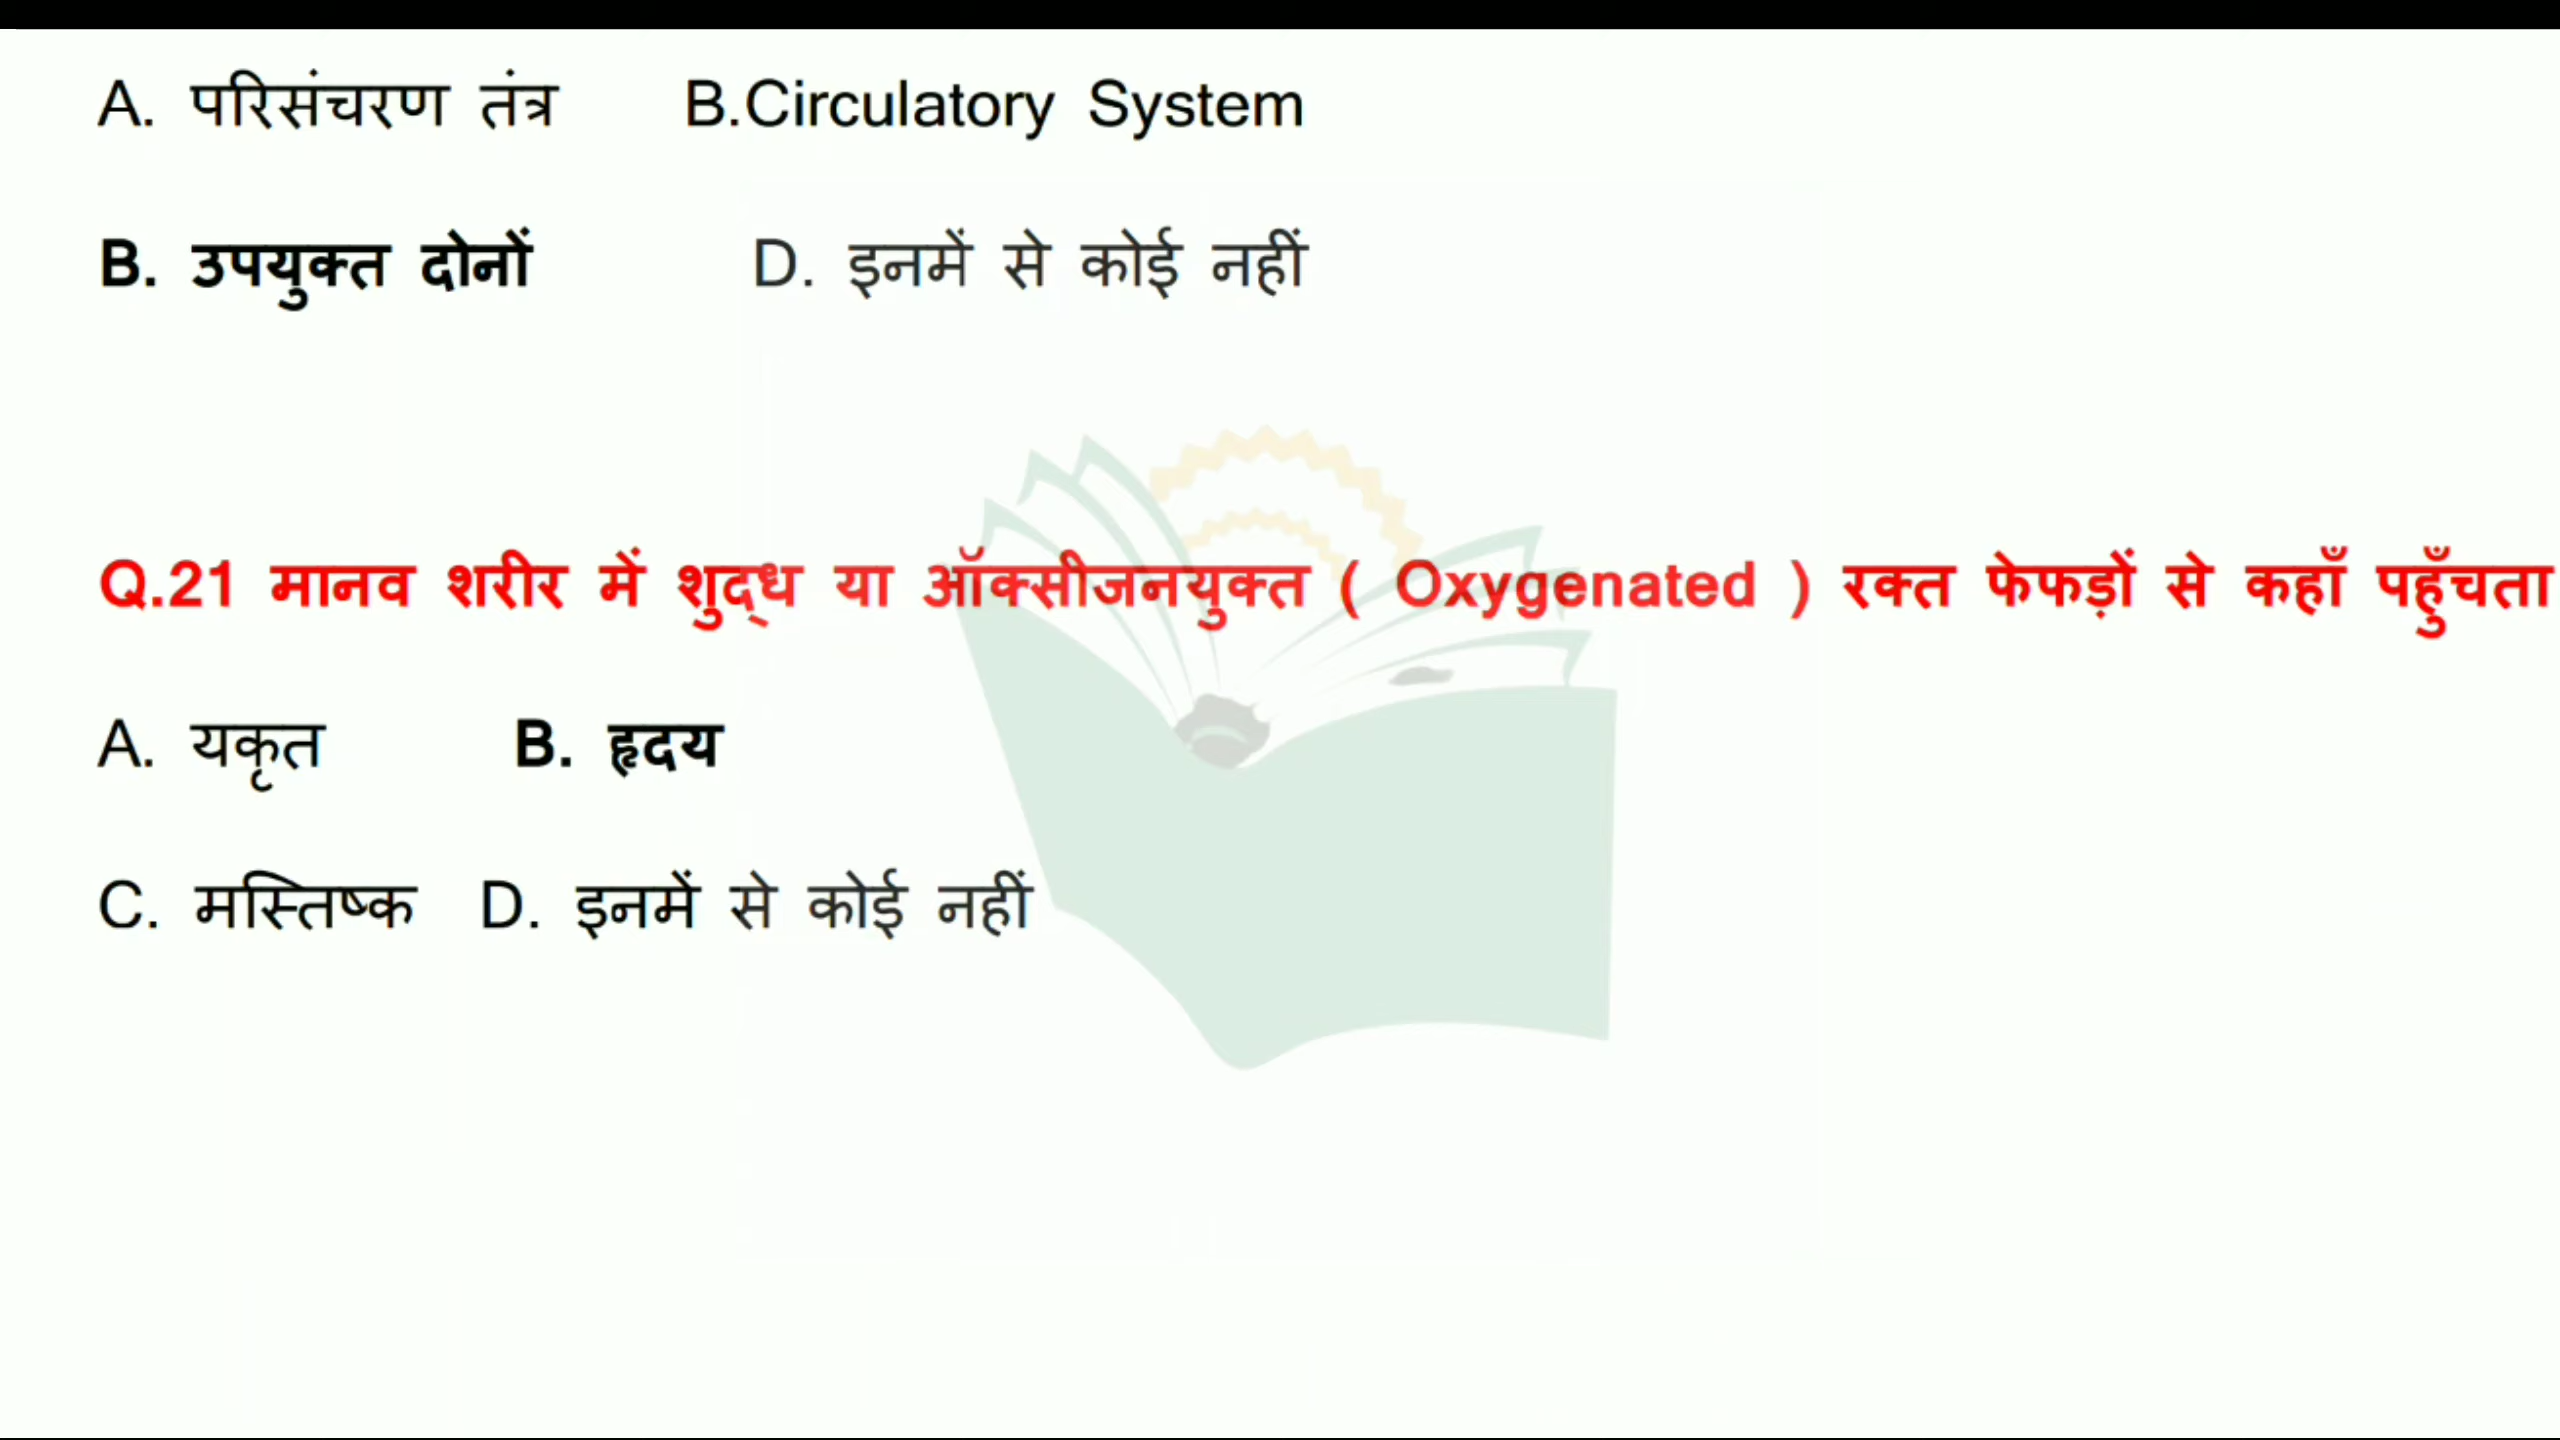 A. परिसंचरण तंत्र B.Circulatory System
B. उपयुक्त दोनों D. इनमें से कोई नहीं
Q.21 मानव शरीर में शुद्ध या ऑक्सीजनयुक्त ( Oxygenated ) रक्त फेफड़ों से कहाँ पहुँचता
A. यकृत B. हृदय
C. मस्तिष्क D. इनमें से कोई नहीं